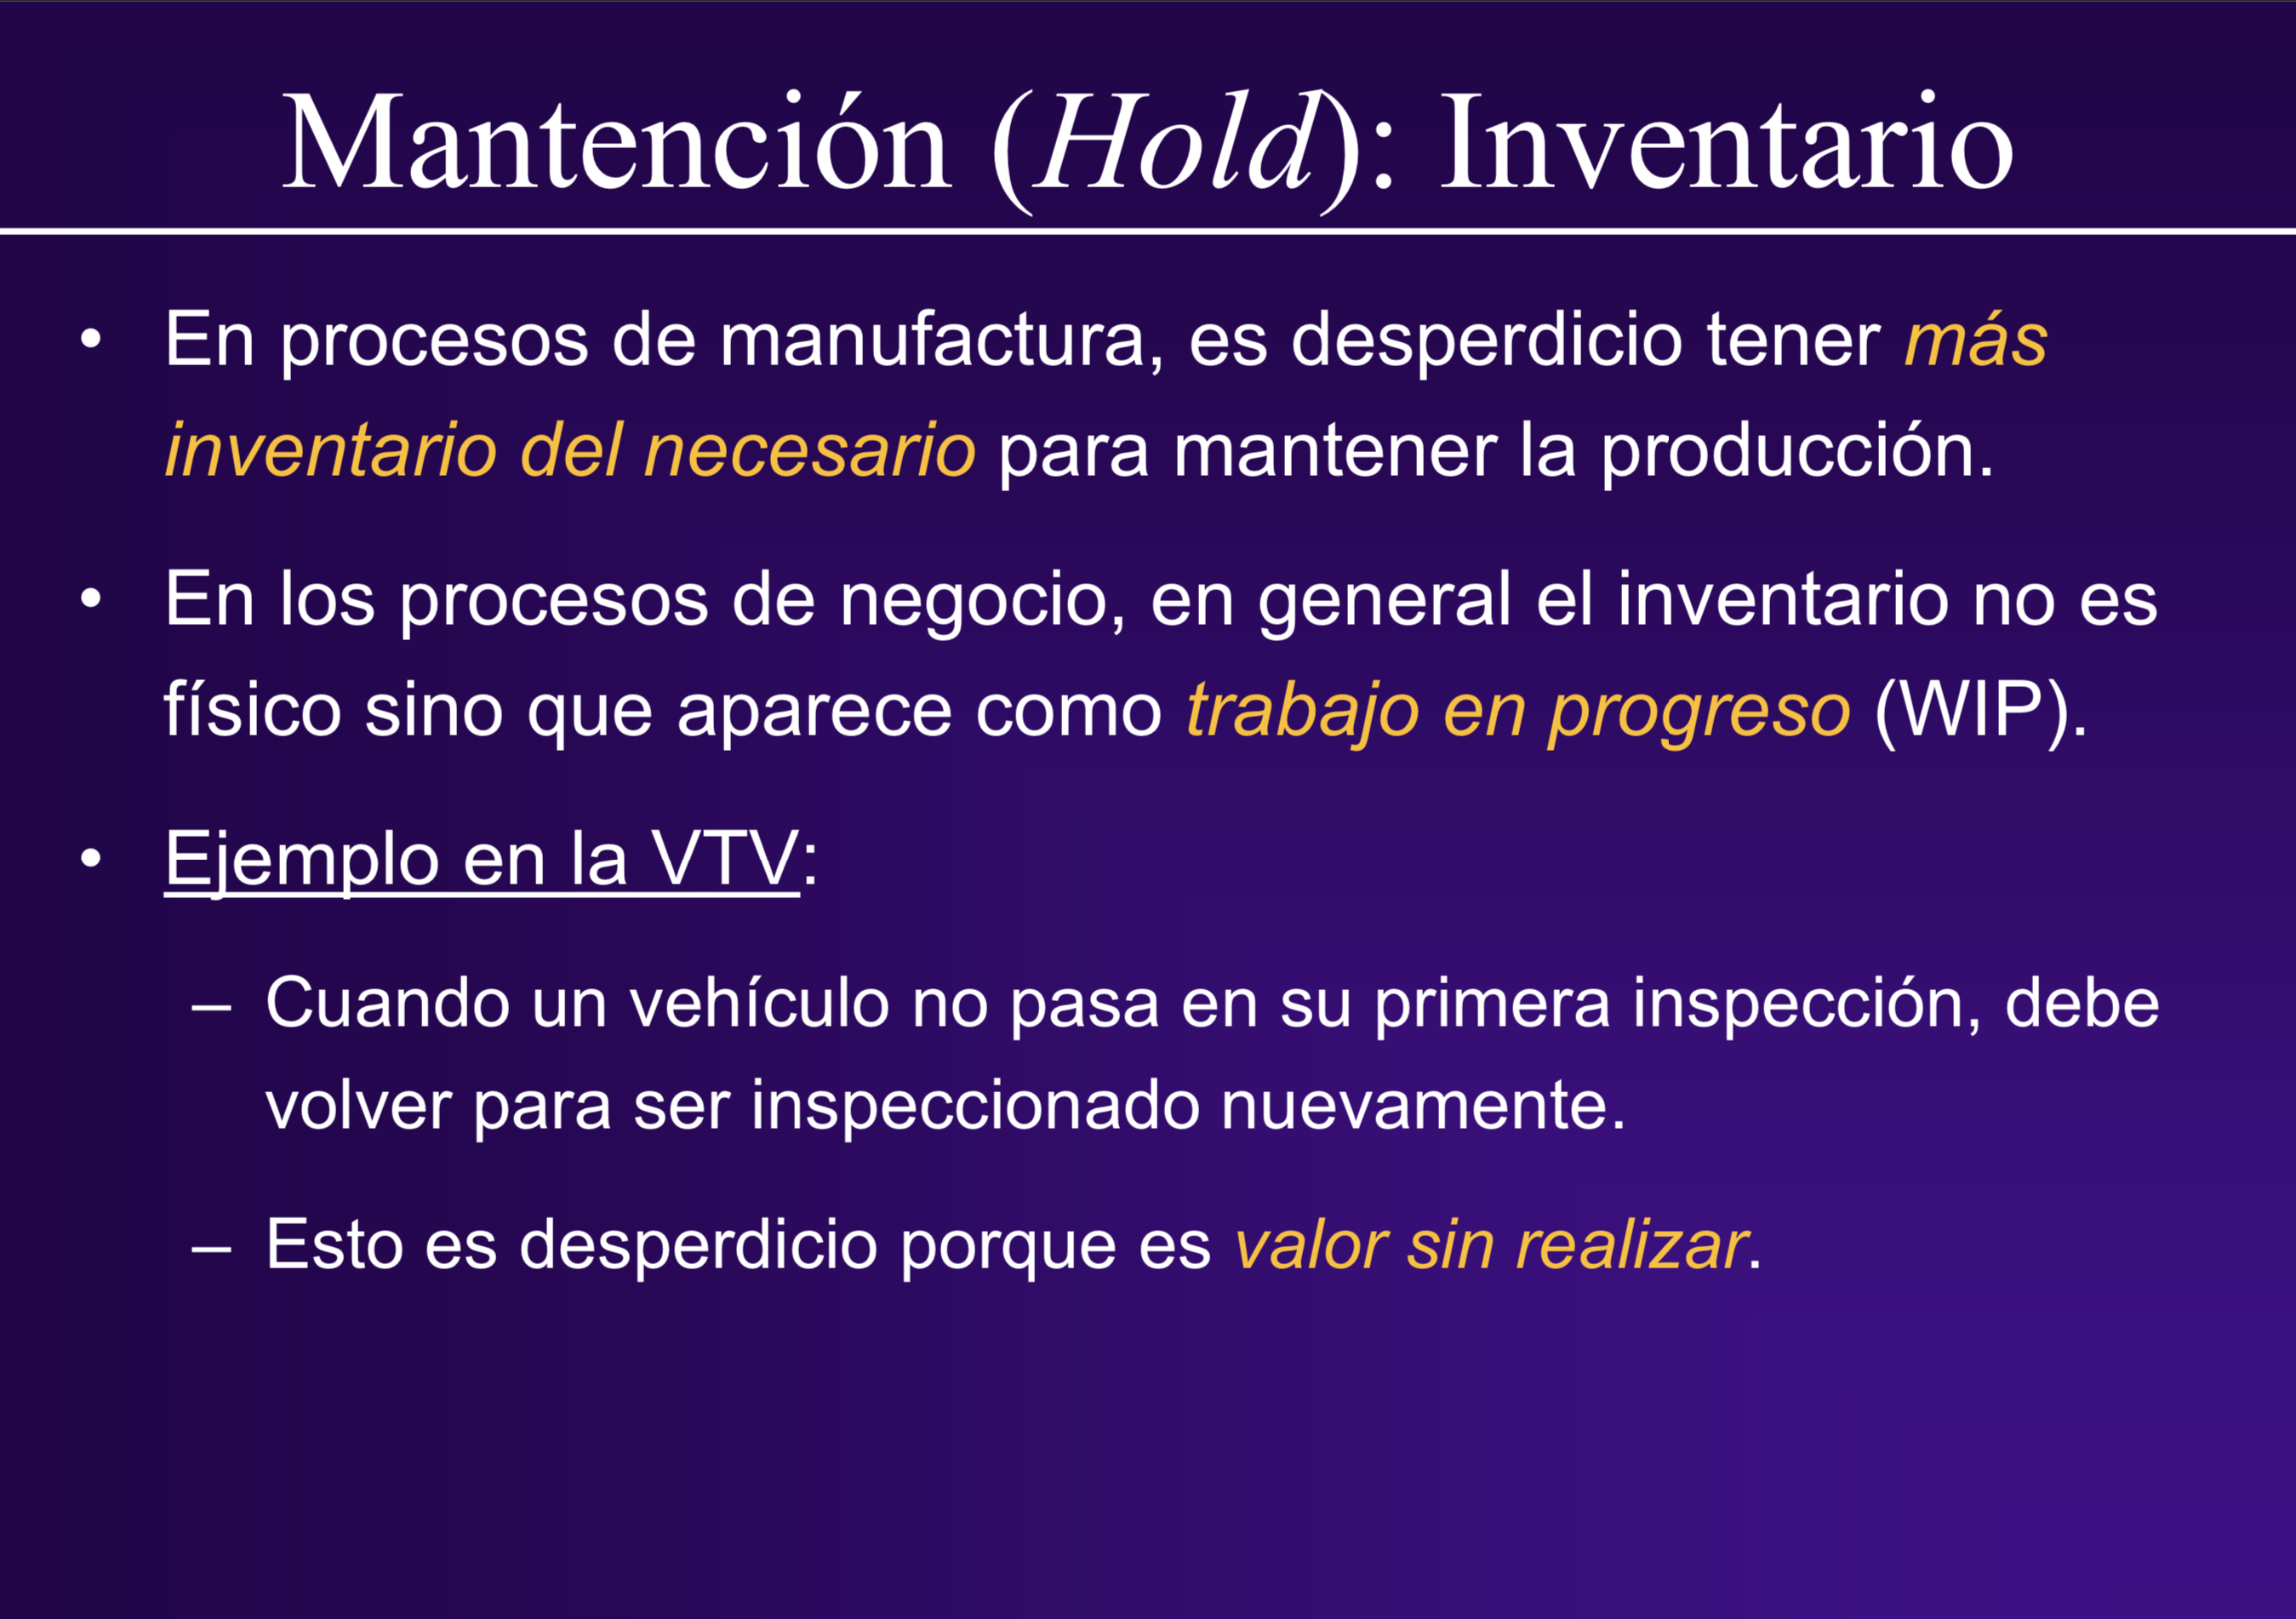 Mantención (Hold): Inventario
• En procesos de manufactura, es desperdicio tener más
inventario del necesario para mantener la producción.
• En los procesos de negocio, en general el inventario no es
físico sino que aparece como trabajo en progreso (WIP).
• Ejemplo en la VTV:
– Cuando un vehículo no pasa en su primera inspección, debe
volver para ser inspeccionado nuevamente.
– Esto es desperdicio porque es valor sin realizar.